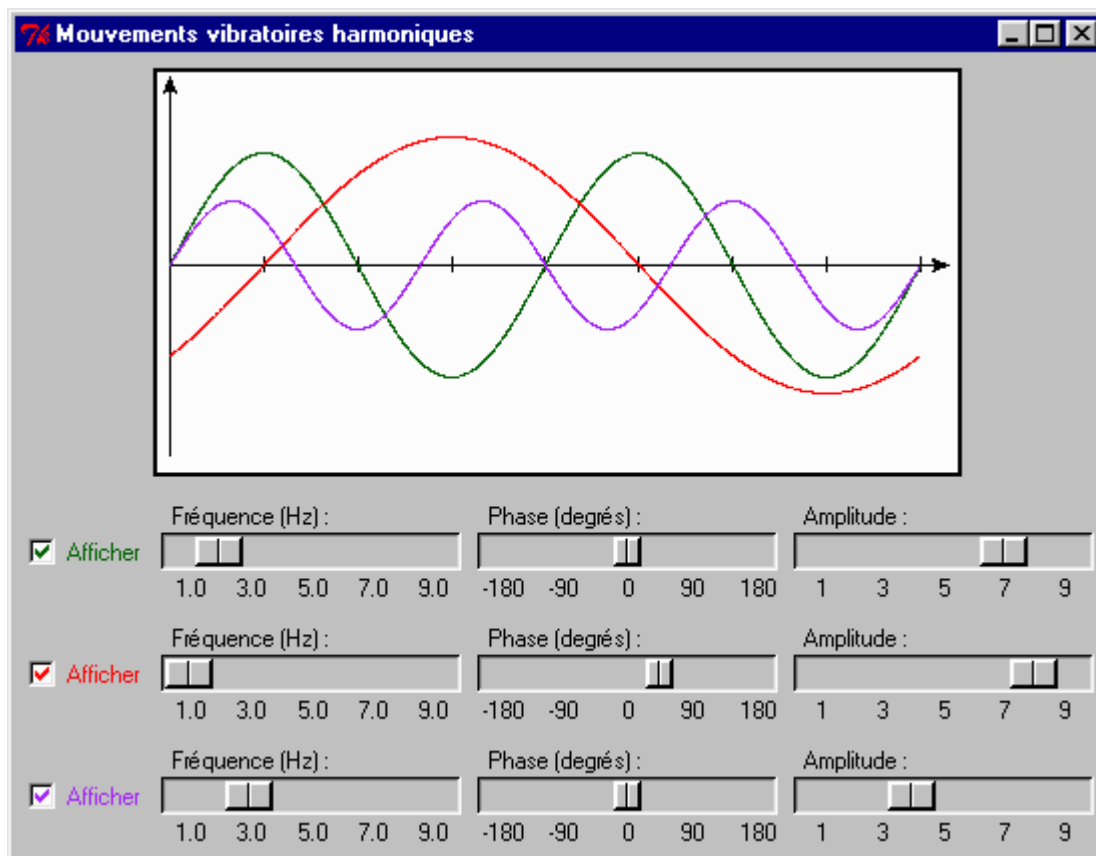 Mouvements vibratoires harmoniques
Fréquence (Hz) : Phase (degrés) : Amplitude :
Afficher
1.0 3.0 5.0 7.0 9.0 -180 -90 0 90 180 1 3 5 7 9
Fréquence (Hz) : Phase (degrés) : Amplitude :
Afficher
1.0 3.0 5.0 7.0 9.0 -180 -90 0 90 180 1 3 5 7 9
Fréquence (Hz) : Phase (degrés) : Amplitude :
Afficher
1.0 3.0 5.0 7.0 9.0 -180 -90 0 90 180 1 3 5 7 9